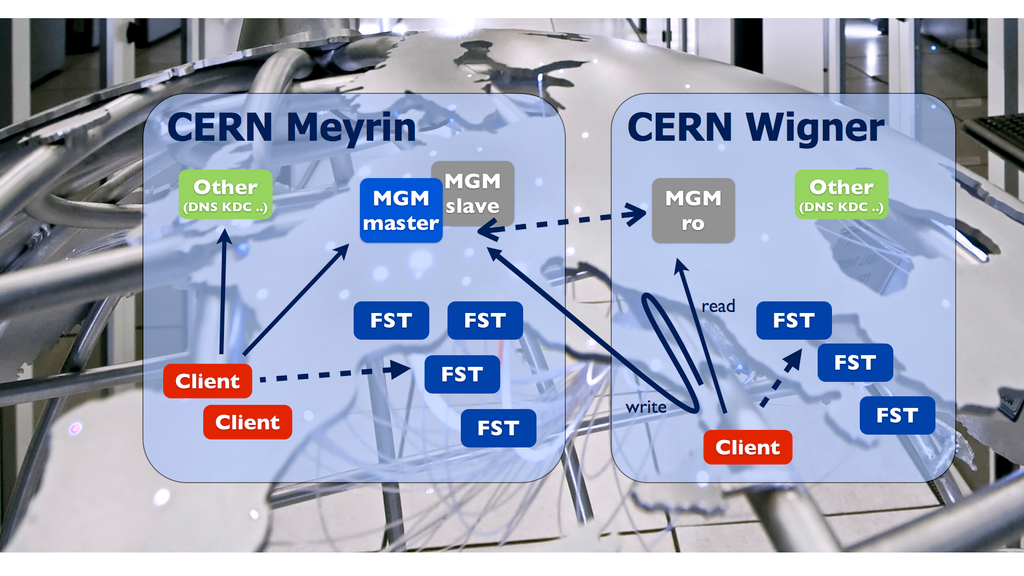 CERN Meyrin
Other
(DNS KDC ..)
MGM
master
MGM
slave
FST
FST
FST
FST
Client
Client
CERN Wigner
MGM
ro
Other
(DNS KDC ..)
read
write
FST
FST
FST
Client